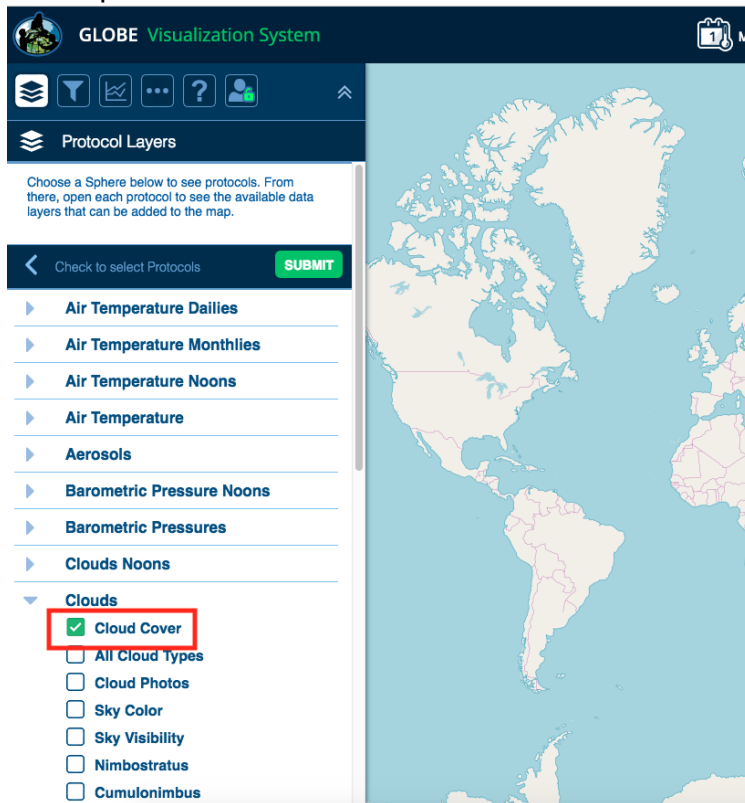 GLOBE Visualization System
1
?
Protocol Layers
Choose a Sphere below to see protocols. From
there, open each protocol to see the available data
layers that can be added to the map.
Check to select Protocols
SUBMIT
Air Temperature Dailies
Air Temperature Monthlies
Air Temperature Noons
Air Temperature
Aerosols
Barometric Pressure Noons
Barometric Pressures
Clouds Noons
Clouds
Cloud Cover
All Cloud Types
Cloud Photos
Sky Color
Sky Visibility
Nimbostratus
Cumulonimbus